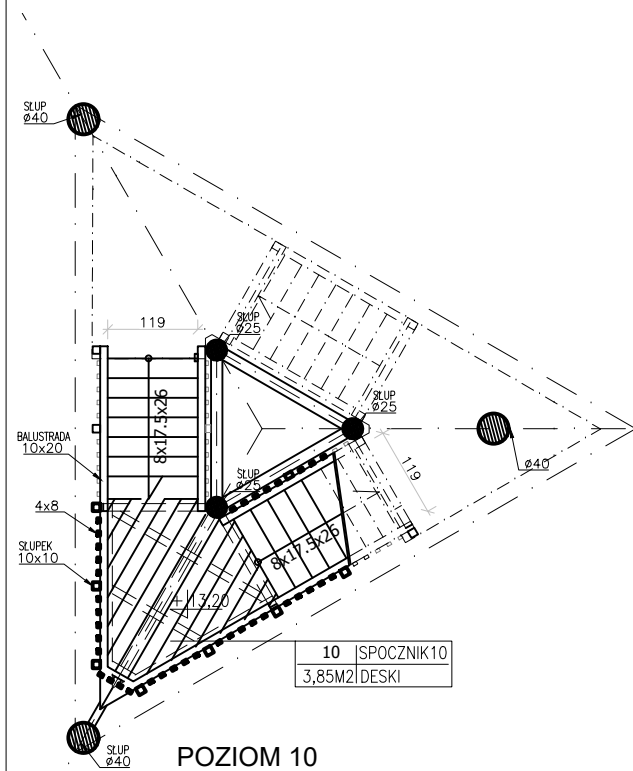 SŁUP
ø40
119
SŁUP
ø25
SŁUP
ø25
8x17.5x26
BALUSTRADA
10x20
ø40
119
SŁUP
ø25
4x8
SŁUPEK
10x10
8x17.5x26
+13,20
10 SPOCZNIK10
3,85M2 DESKI
SŁUP
ø40
POZIOM 10